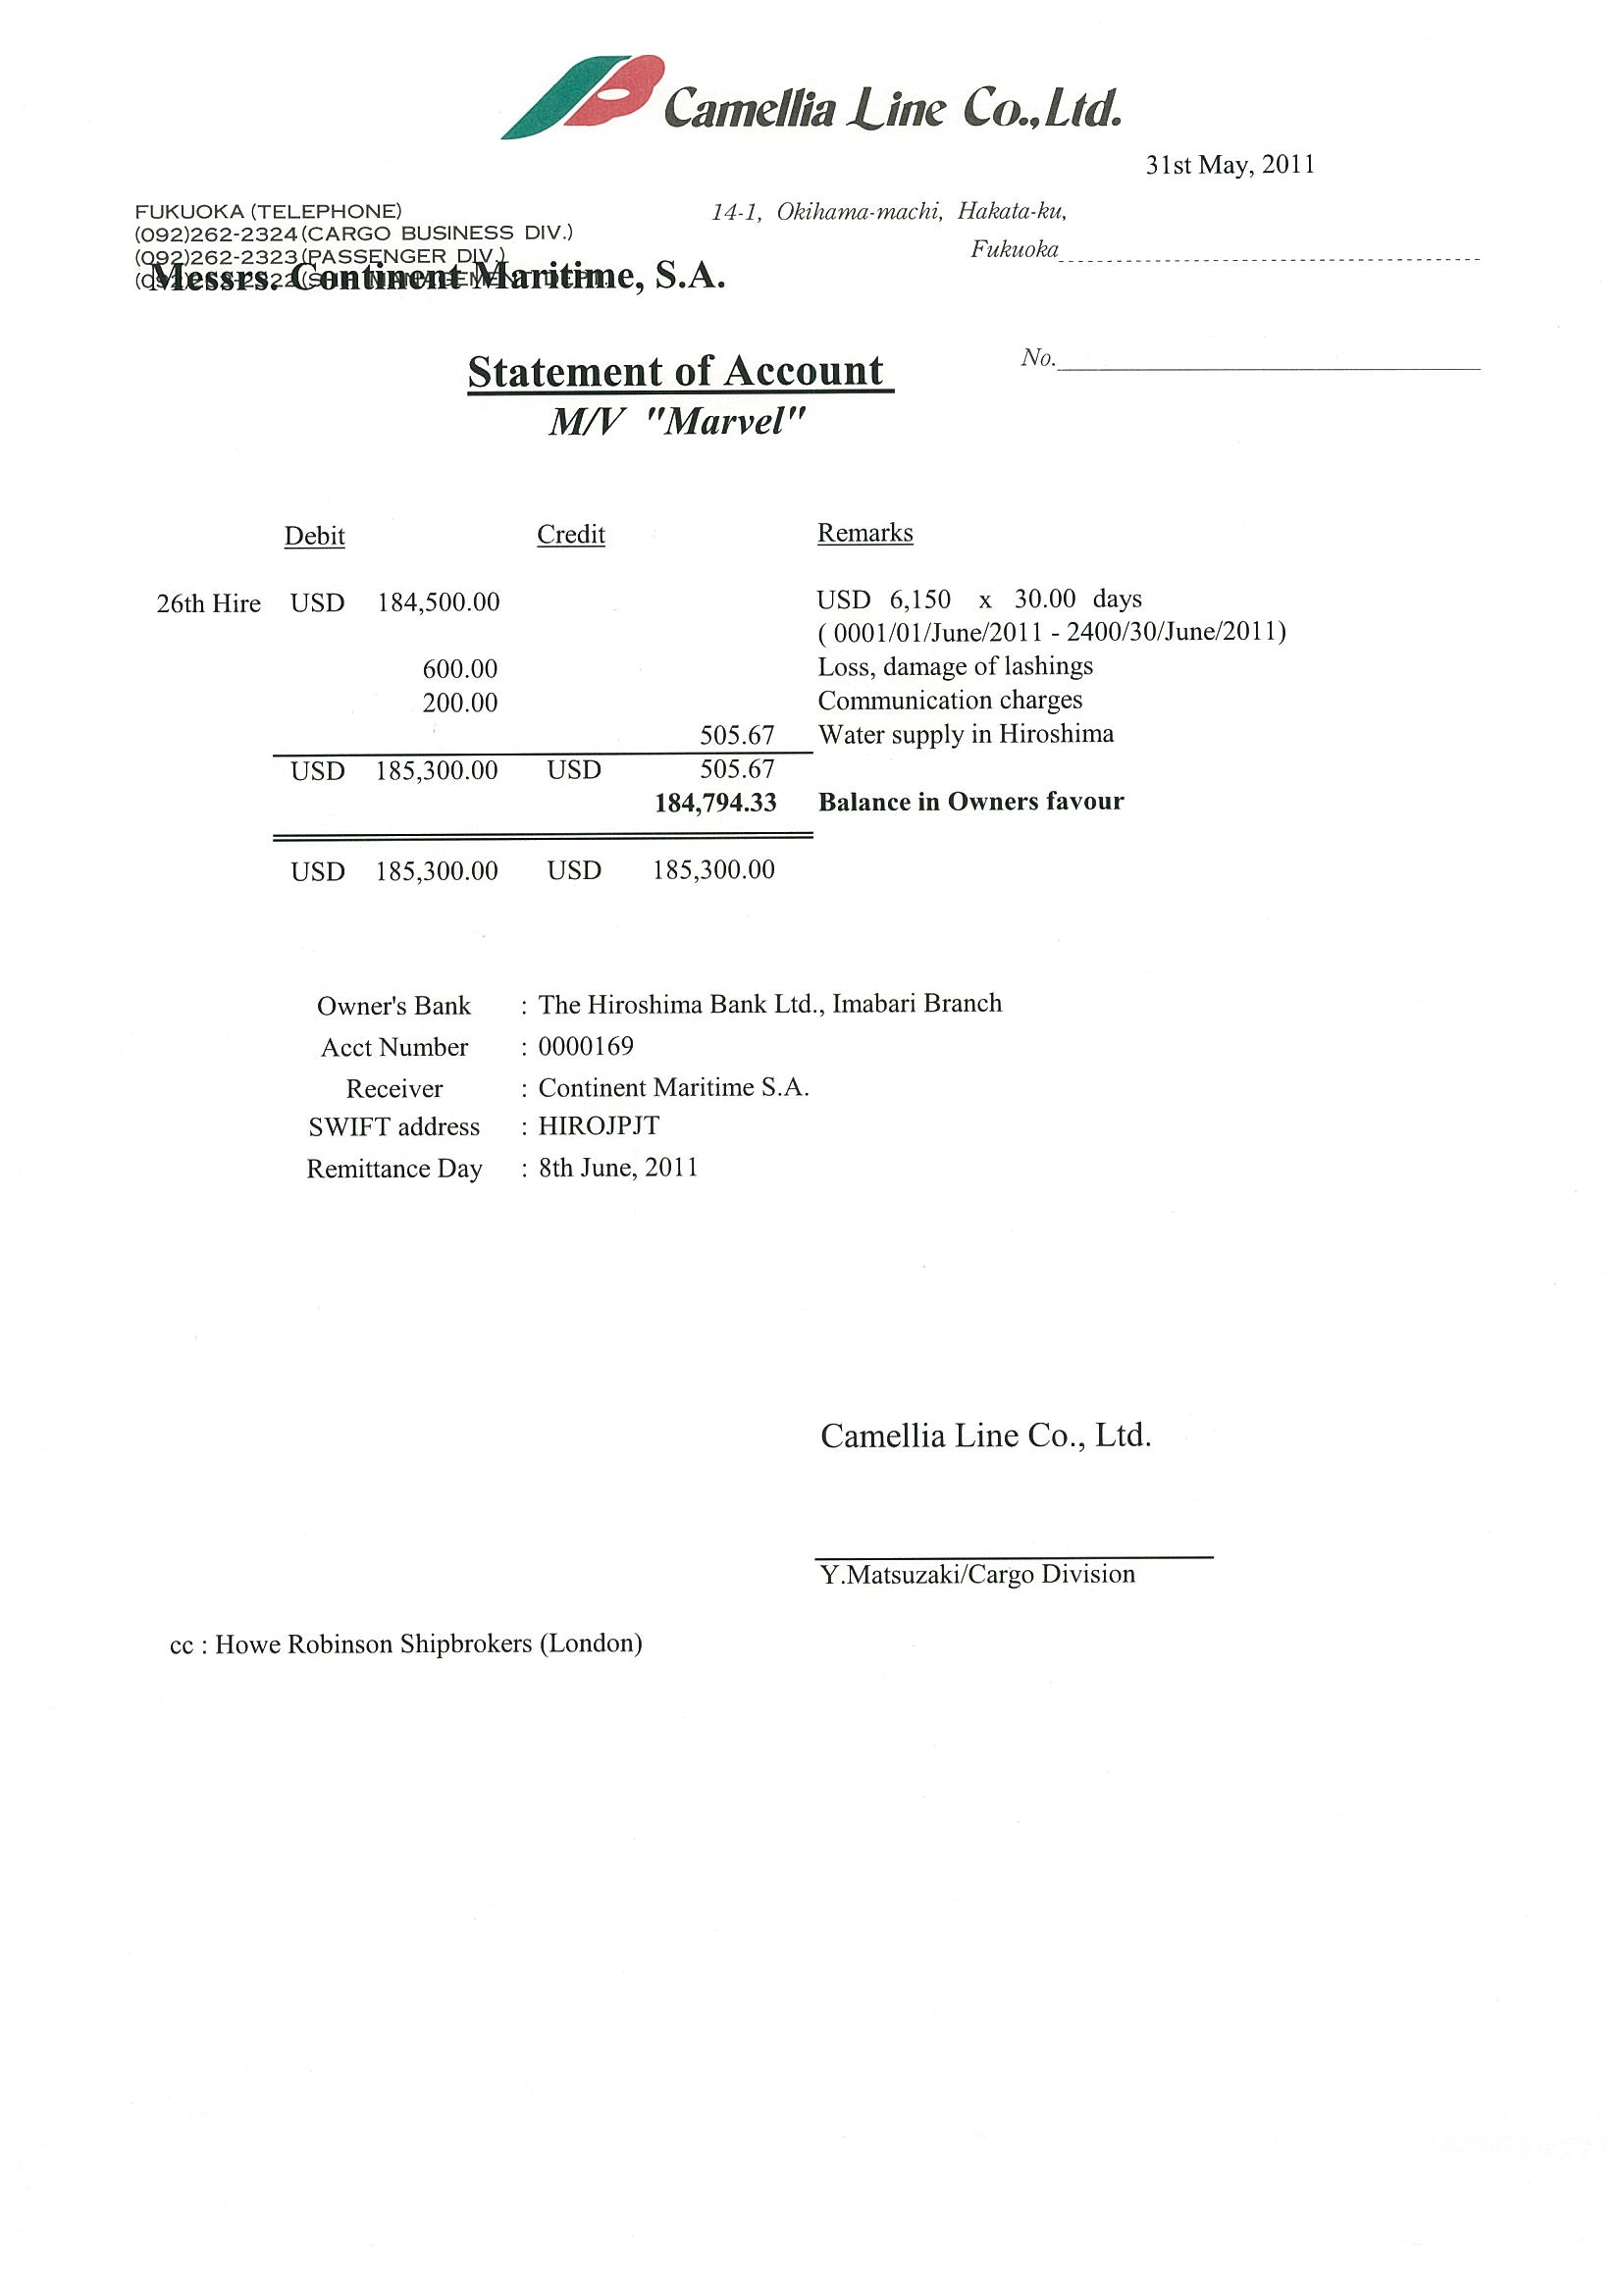 Camellia Line Co.,Ltd.
31st May, 2011
FUKUOKA (TELEPHONE)
(092)262-2324(CARGO BUSINESS DIV.)
(092)262-2323(PASSENGER DIV.)
14-1, Okihama-machi, Hakata-ku,
Fukuoka
Messrs. Continent Maritime, S.A.
Statement of Account
No.
M/V "Marvel"
Debit Credit Remarks
26th Hire USD 184,500.00 USD 6,150 x 30.00 days
( 0001/01/June/2011 - 2400/30/June/2011)
600.00 Loss, damage of lashings
200.00 Communication charges
505.67 Water supply in Hiroshima
USD 185,300.00 USD 505.67
184,794.33 Balance in Owners favour
USD 185,300.00 USD 185,300.00
Owner's Bank : The Hiroshima Bank Ltd., Imabari Branch
Acct Number : 0000169
Receiver : Continent Maritime S.A.
SWIFT address : HIROJPJT
Remittance Day : 8th June, 2011
Camellia Line Co., Ltd.
Y.Matsuzaki/Cargo Division
cc : Howe Robinson Shipbrokers (London)